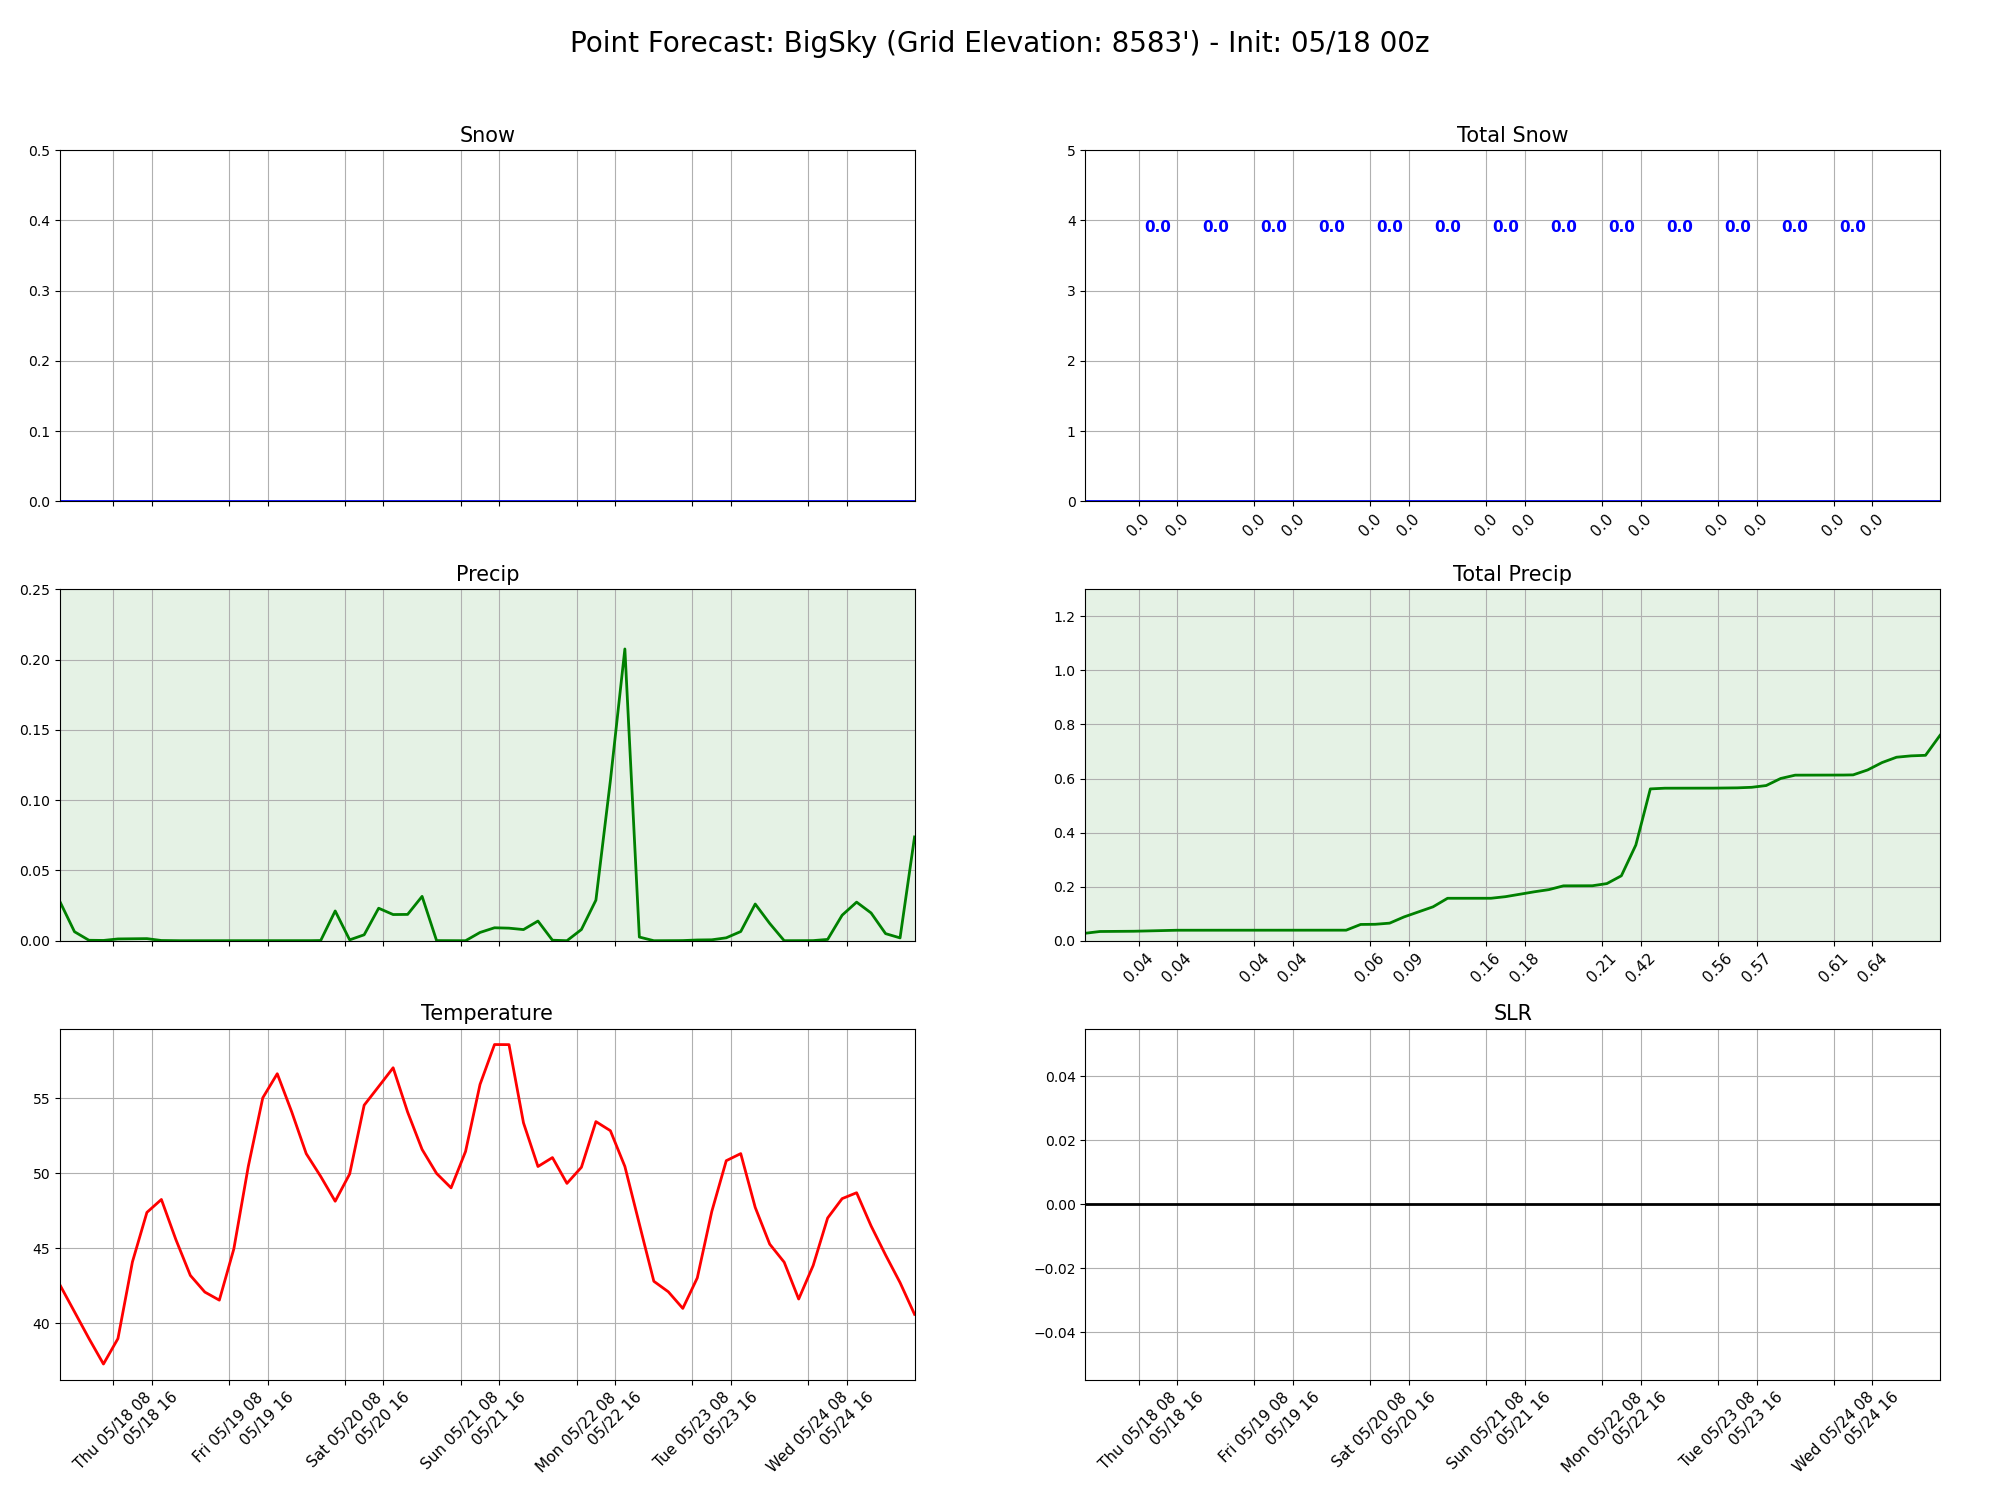 Point Forecast: BigSky (Grid Elevation: 8583') - Init: 05/18 00z
Snow
0.5
0.4
0.3
0.2
0.1
0.0
Total Snow
5
4
3
2
1
0
0.0 0.0 0.0 0.0 0.0 0.0 0.0 0.0 0.0 0.0 0.0 0.0 0.0
0.0 0.0 0.0 0.0 0.0 0.0 0.0 0.0 0.0 0.0 0.0 0.0 0.0 0.0
Precip
0.25
0.20
0.15
0.10
0.05
0.00
Total Precip
1.2
1.0
0.8
0.6
0.4
0.2
0.0
0.04 0.04 0.04 0.04 0.06 0.09 0.16 0.18 0.21 0.42 0.56 0.57 0.61 0.64
Temperature
55
50
45
40
Thu 05/18 08
05/18 16
Fri 05/19 08
05/19 16
Sat 05/20 08
05/20 16
Sun 05/21 08
05/21 16
Mon 05/22 08
05/22 16
Tue 05/23 08
05/23 16
Wed 05/24 08
05/24 16
SLR
0.04
0.02
0.00
−0.02
−0.04
Thu 05/18 08
05/18 16
Fri 05/19 08
05/19 16
Sat 05/20 08
05/20 16
Sun 05/21 08
05/21 16
Mon 05/22 08
05/22 16
Tue 05/23 08
05/23 16
Wed 05/24 08
05/24 16